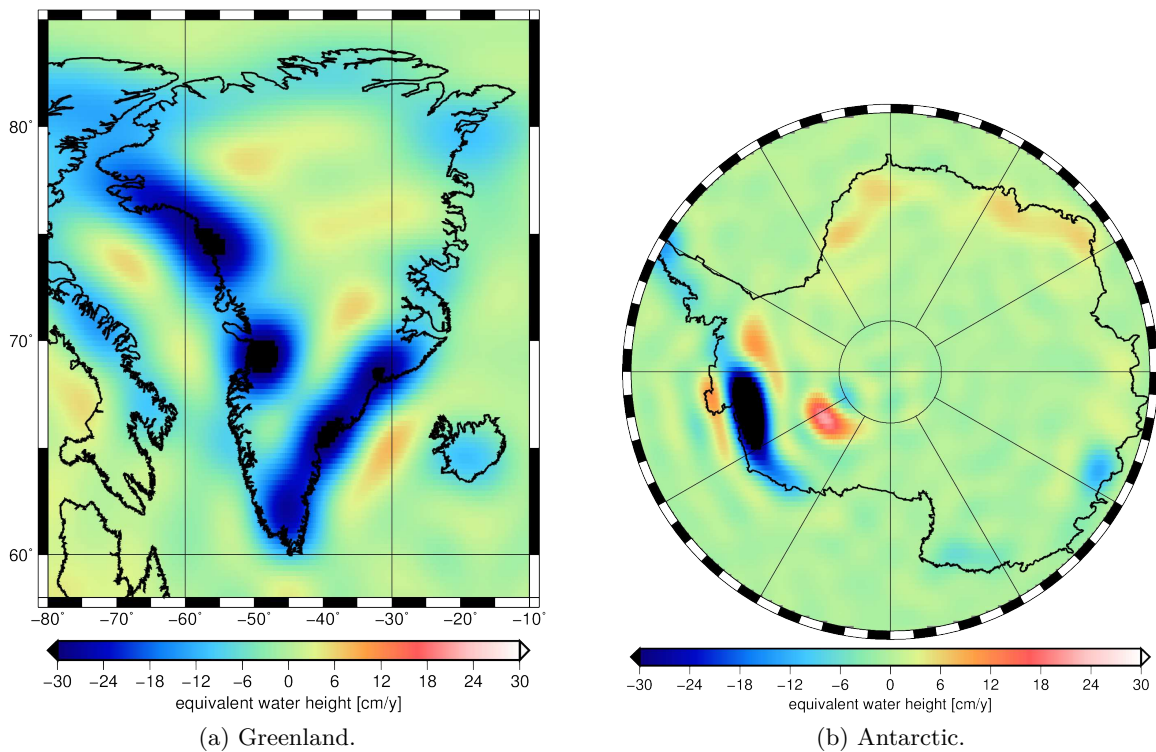 80°
70°
60°
−80° −70° −60° −50° −40° −30° −20° −10°
−30 −24 −18 −12 −6 0 6 12 18 24 30
equivalent water height [cm/y]
(a) Greenland.
−30 −24 −18 −12 −6 0 6 12 18 24 30
equivalent water height [cm/y]
(b) Antarctic.